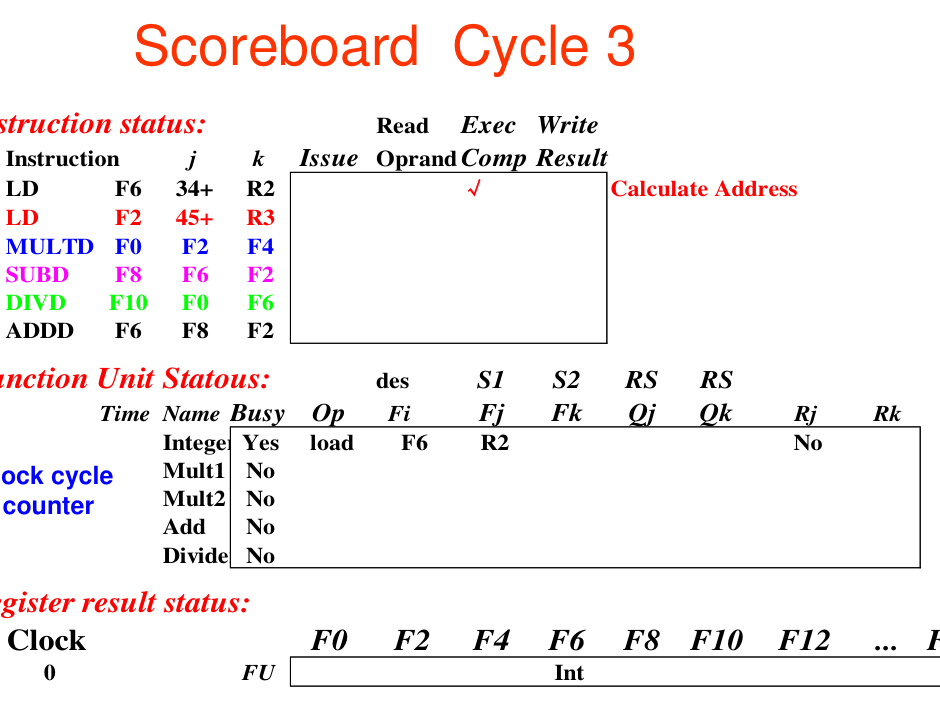 Scoreboard Cycle 3
struction status:
Read Exec Write
Instruction j k Issue Oprand Comp Result
LD F6 34+ R2 √ Calculate Address
LD F2 45+ R3
MULTD F0 F2 F4
SUBD F8 F6 F2
DIVD F10 F0 F6
ADDD F6 F8 F2
unction Unit Statous: des S1 S2 RS RS
Time Name Busy Op Fi Fj Fk Qj Qk Rj Rk
Integer Yes load F6 R2 No
Mult1 No
ock cycle
Mult2 No
counter
Add No
Divide No
gister result status:
Clock F0 F2 F4 F6 F8 F10 F12 ... F
0 FU Int